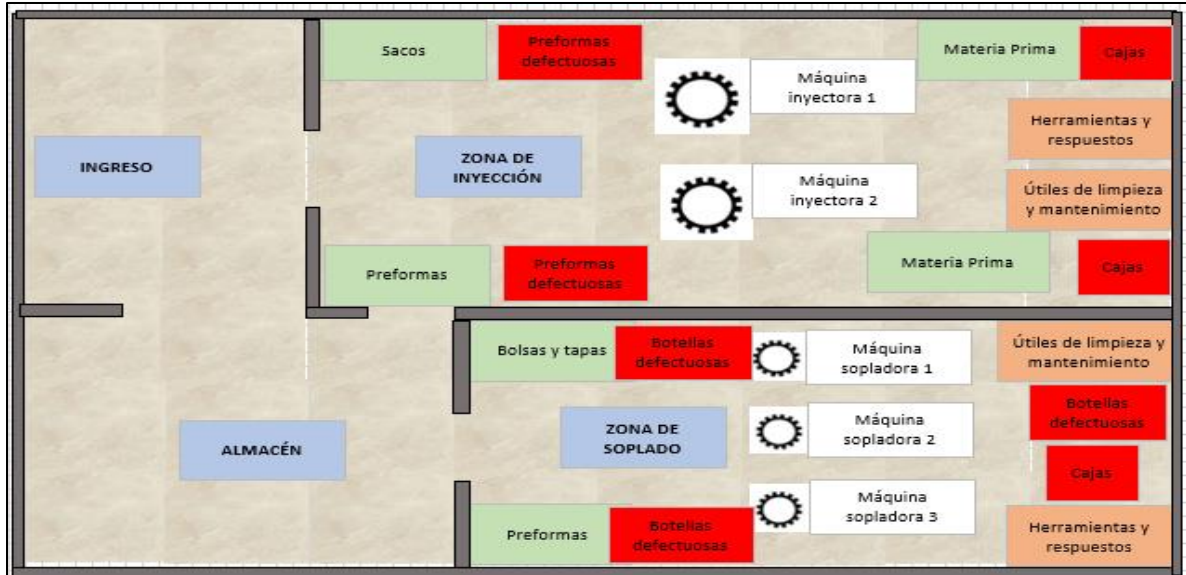 Sacos
Preformas
defectuosas
Máquina
inyectora 1
Materia Prima
Cajas
Herramientas y
respuestos
INGRESO
ZONA DE
INYECCIÓN
Máquina
inyectora 2
Útiles de limpieza
y mantenimiento
Preformas
Preformas
defectuosas
Materia Prima
Cajas
Bolsas y tapas
Botellas
defectuosas
Máquina
sopladora 1
Útiles de limpieza y
mantenimiento
Botellas
defectuosas
ALMACÉN
ZONA DE
SOPLADO
Máquina
sopladora 2
Cajas
Máquina
sopladora 3
Preformas
Botellas
defectuosas
Herramientas y
respuestos